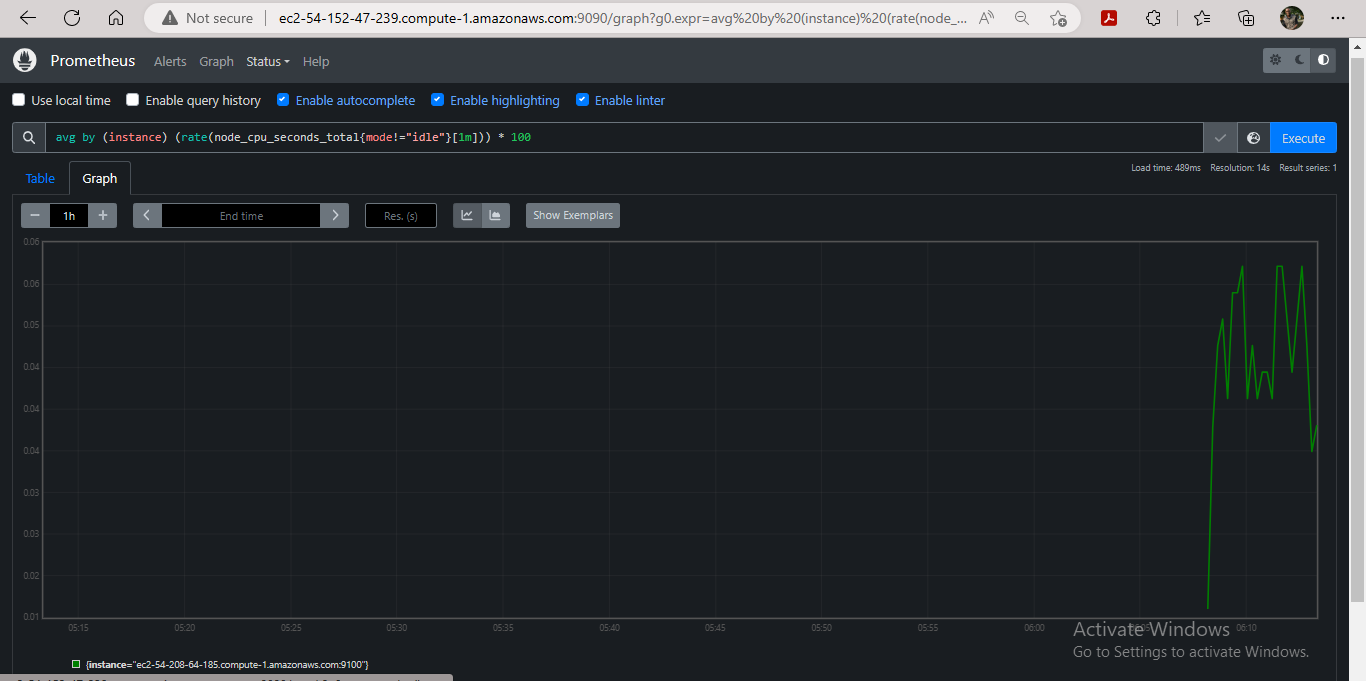 Not secure ec2-54-152-47-239.compute-1.amazonaws.com:9090/graph?g0.expr=avg%20by%20(instance)%20(rate(node_...
Prometheus Alerts Graph Status Help
Use local time Enable query history Enable autocomplete Enable highlighting Enable linter
avg by (instance) (rate(node_cpu_seconds_total{mode!="idle"}[1m])) * 100 Execute
Load time: 489ms Resolution: 14s Result series: 1
Table Graph
− 1h + End time Res. (s) Show Exemplars
0.06
0.06
0.05
0.04
0.04
0.04
0.03
0.03
0.02
0.01
05:15 05:20 05:25 05:30 05:35 05:40 05:45 05:50 05:55 06:00 06:05 06:10
Activate Windows
Go to Settings to activate Windows.
{instance="ec2-54-208-64-185.compute-1.amazonaws.com:9100"}